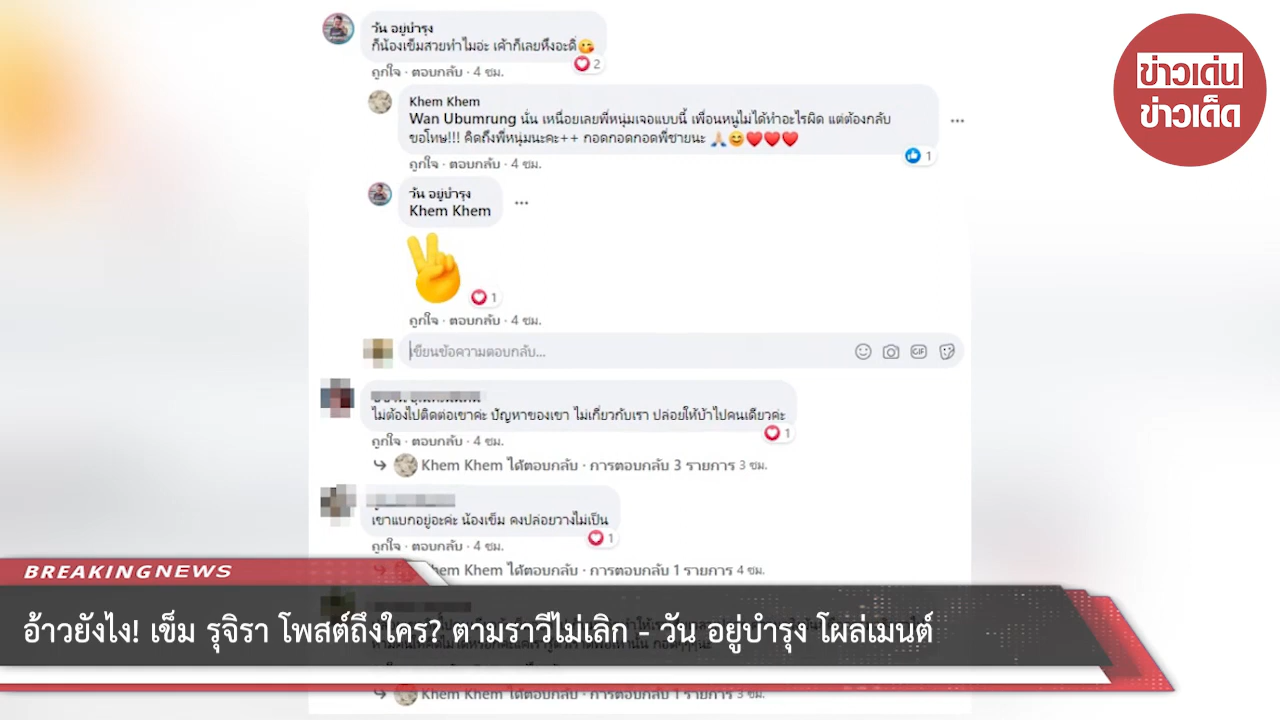 วัน อยู่บำรุง
ก็น้องเข็มสวยทำไมอ่ะ เค้าก็เลยหึงอะดิ่😘
2
ถูกใจ · ตอบกลับ · 4 ชม.
Khem Khem
Wan Ubumrung นั่น เหนื่อยเลยพี่หนุ่มเจอแบบนี้ เพื่อนหนูไม่ได้ทำอะไรผิด แต่ต้องกลับ
ขอโทษ!!! คิดถึงพี่หนุ่มนะคะ++ กอดกอดกอดพี่ชายนะ 🙏🏻😊❤️❤️❤️
1
ถูกใจ · ตอบกลับ · 4 ชม.
วัน อยู่บำรุง
Khem Khem
1
ถูกใจ · ตอบกลับ · 4 ชม.
เขียนข้อความตอบกลับ...
GIF
ไม่ต้องไปติดต่อเขาค่ะ ปัญหาของเขา ไม่เกี่ยวกับเรา ปล่อยให้บ้าไปคนเดียวค่ะ
1
ถูกใจ · ตอบกลับ · 4 ชม.
Khem Khem ได้ตอบกลับ · การตอบกลับ 3 รายการ 3 ชม.
เขาแบกอยู่อะค่ะ น้องเข็ม คงปล่อยวางไม่เป็น
1
ถูกใจ · ตอบกลับ · 4 ชม.
Khem ได้ตอบกลับ · การตอบกลับ 1 รายการ 4 ชม.
Khem Khem ได้ตอบกลับ · การตอบกลับ 1 รายการ 3 ชม.
ข่าวเด่น
ข่าวเด็ด
BREAKINGNEWS
อ้าวยังไง! เข็ม รุจิรา โพสต์ถึงใคร? ตามราวีไม่เลิก - วัน อยู่บำรุง โผล่เมนต์